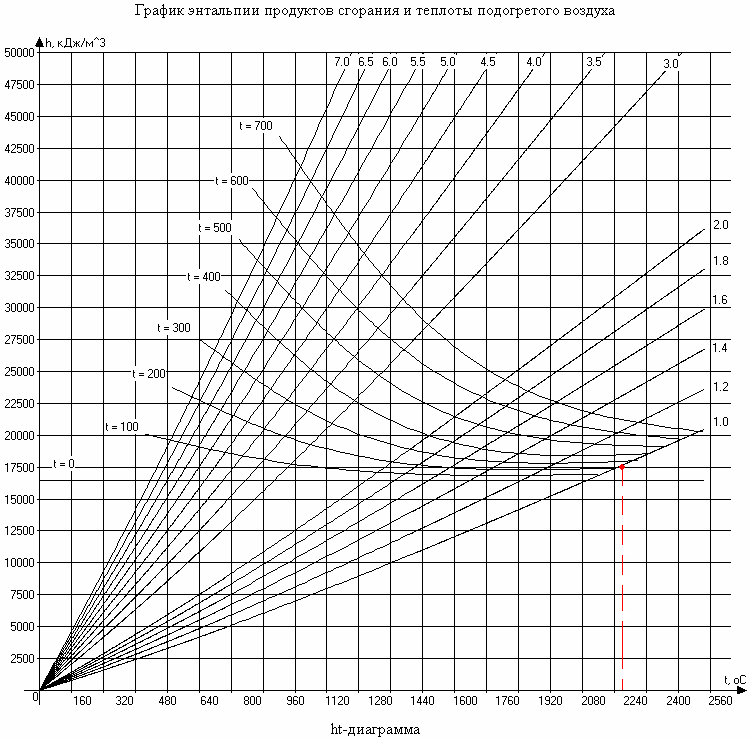 График энтальпии продуктов сгорания и теплоты подогретого воздуха
h, кДж/м^3
50000
47500
45000
42500
40000
37500
35000
32500
30000
27500
25000
22500
20000
17500
15000
12500
10000
7500
5000
2500
0
7.0 6.5 6.0 5.5 5.0 4.5 4.0 3.5 3.0
t = 700
t = 600
t = 500
t = 400
t = 300
t = 200
t = 100
t = 0
2.0
1.8
1.6
1.4
1.2
1.0
t, оС
160 320 480 640 800 960 1120 1280 1440 1600 1760 1920 2080 2240 2400 2560
ht-диаграмма